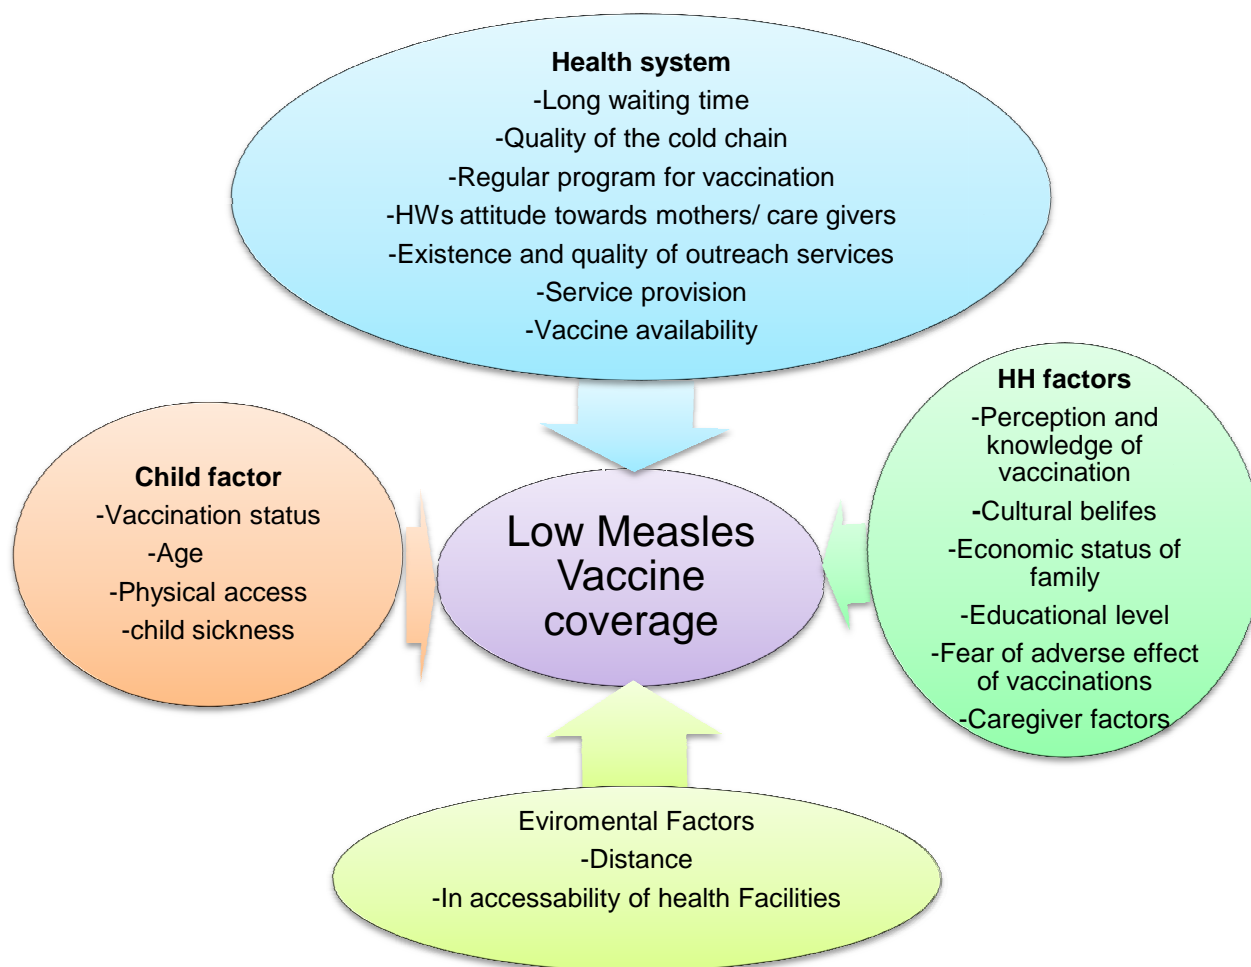 Health system
-Long waiting time
-Quality of the cold chain
-Regular program for vaccination
-HWs attitude towards mothers/ care givers
-Existence and quality of outreach services
-Service provision
-Vaccine availability
HH factors
-Perception and
knowledge of
vaccination
-Cultural belifes
-Economic status of
family
-Educational level
-Fear of adverse effect
of vaccinations
-Caregiver factors
Child factor
-Vaccination status
-Age
-Physical access
-child sickness
Low Measles
Vaccine
coverage
Eviromental Factors
-Distance
-In accessability of health Facilities